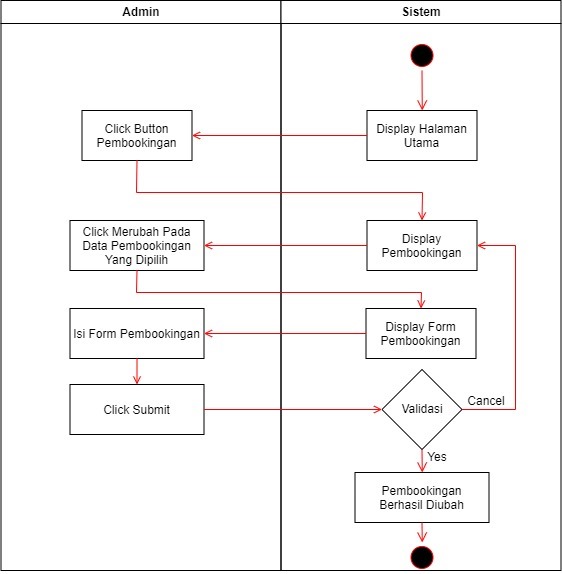 Admin
Sistem
Display Halaman
Utama
Click Button
Pembookingan
Display
Pembookingan
Click Merubah Pada
Data Pembookingan
Yang Dipilih
Display Form
Pembookingan
Isi Form Pembookingan
Click Submit
Validasi
Cancel
Yes
Pembookingan
Berhasil Diubah